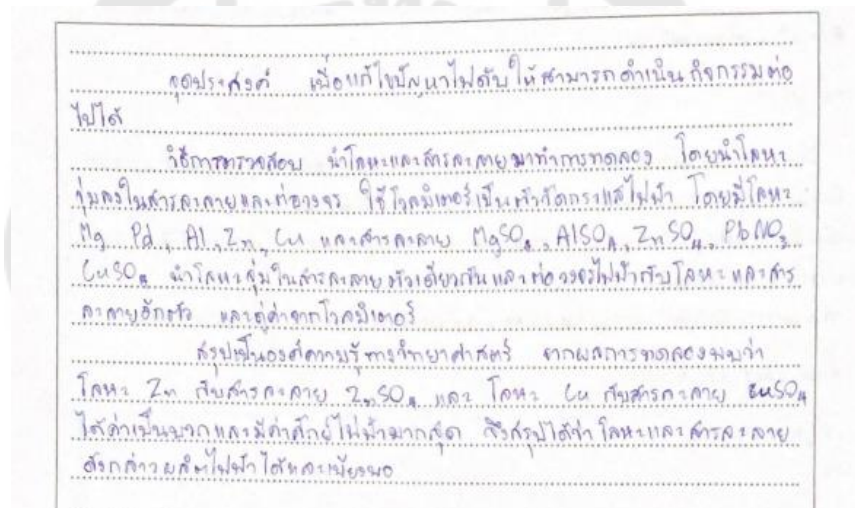 จุดประสงค์ เพื่อแก้ไขปัญหาไฟดับให้สามารถดำเนินกิจกรรมต่อ
ไปได้
วิธีการตรวจสอบ นำโลหะและสารละลายมาทำการทดลอง โดยนำโลหะ
จุ่มลงในสารละลายและต่อวงจร ใช้โวลมิเตอร์เป็นตัววัดกระแสไฟฟ้า โดยมีโลหะ
Mg Pd, Al, Zn, Cu และสารละลาย MgSO₄, AlSO₄, ZnSO₄, PbNO₃
CuSO₄ นำโลหะจุ่มในสารละลายตัวเดียวกันและต่อวงจรไฟฟ้ากับโลหะและสาร
ละลายอีกตัว และดูค่าจากโวลมิเตอร์
สรุปเป็นองค์ความรู้ทางวิทยาศาสตร์ จากผลการทดลองพบว่า
โลหะ Zn กับสารละลาย ZnSO₄ และ โลหะ Cu กับสารละลาย CuSO₄
ได้ค่าเป็นบวกและมีค่าศักย์ไฟฟ้ามากสุด จึงสรุปได้ว่า โลหะและสารละลาย
ดังกล่าวผลิตไฟฟ้าได้และเพียงพอ